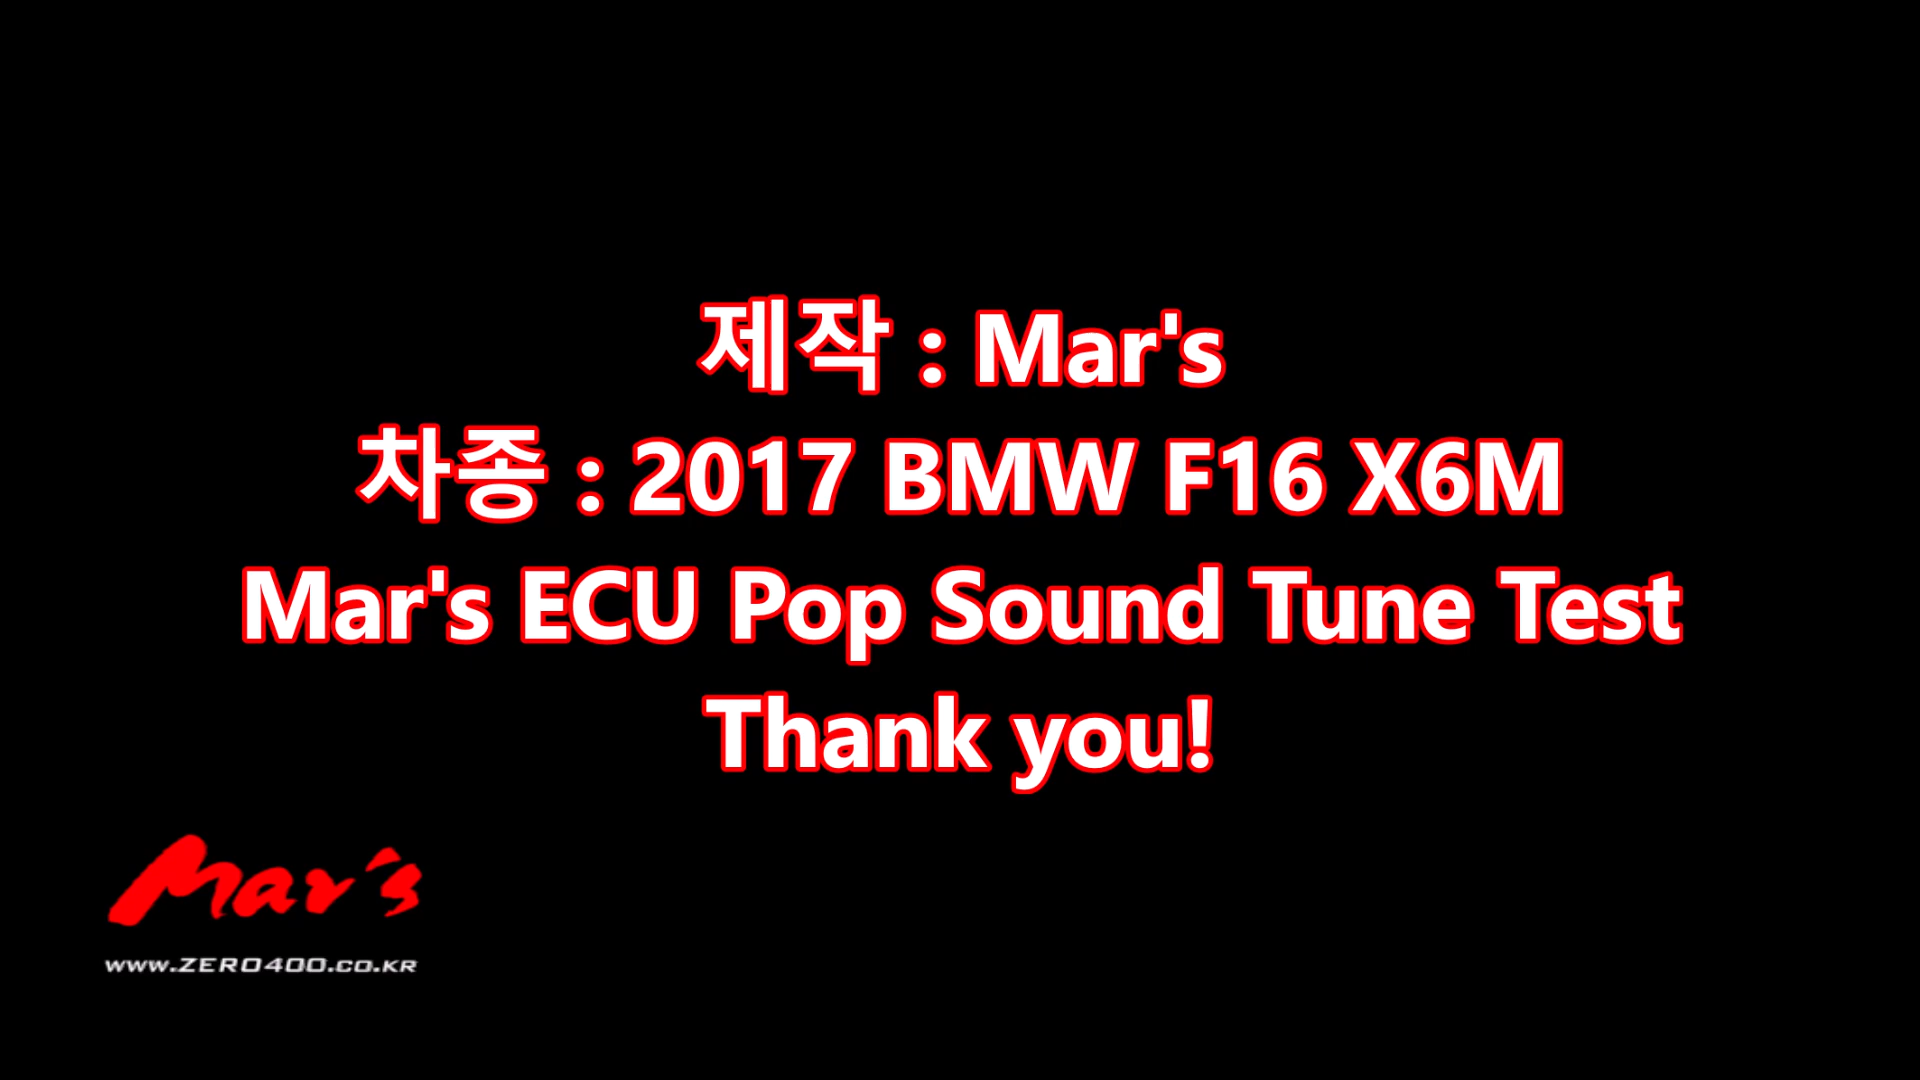 제작 : Mar's
차종 : 2017 BMW F16 X6M
Mar's ECU Pop Sound Tune Test
Thank you!
Mar's
www.ZERO400.co.kr